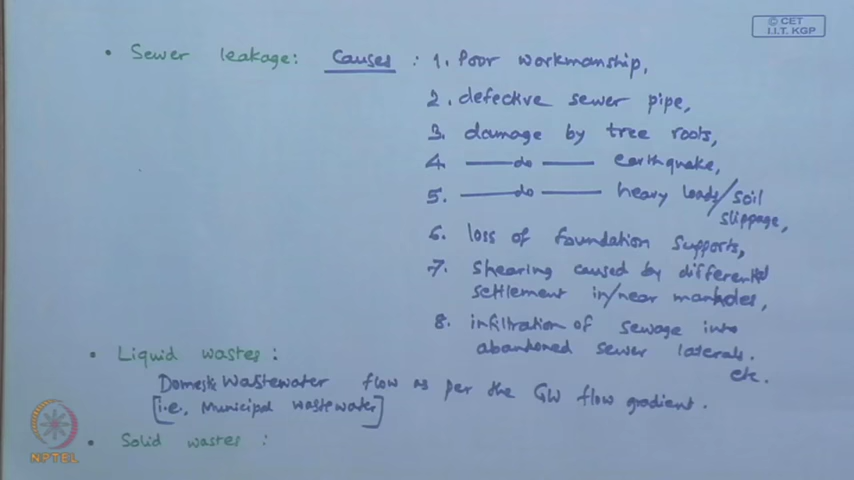 © CET
I.I.T. KGP
• Sewer leakage: Causes : 1. Poor workmanship,
2. defective sewer pipe,
3. damage by tree roots,
4. —— do —— earthquake,
5. —— do —— heavy loads/soil
slippage,
6. loss of foundation supports,
7. shearing caused by differential
settlement in/near manholes,
8. infiltration of sewage into
abandoned sewer laterals.
etc.
• Liquid wastes :
Domestic Wastewater flow as per the GW flow gradient.
[i.e., Municipal wastewater]
• Solid wastes :
NPTEL